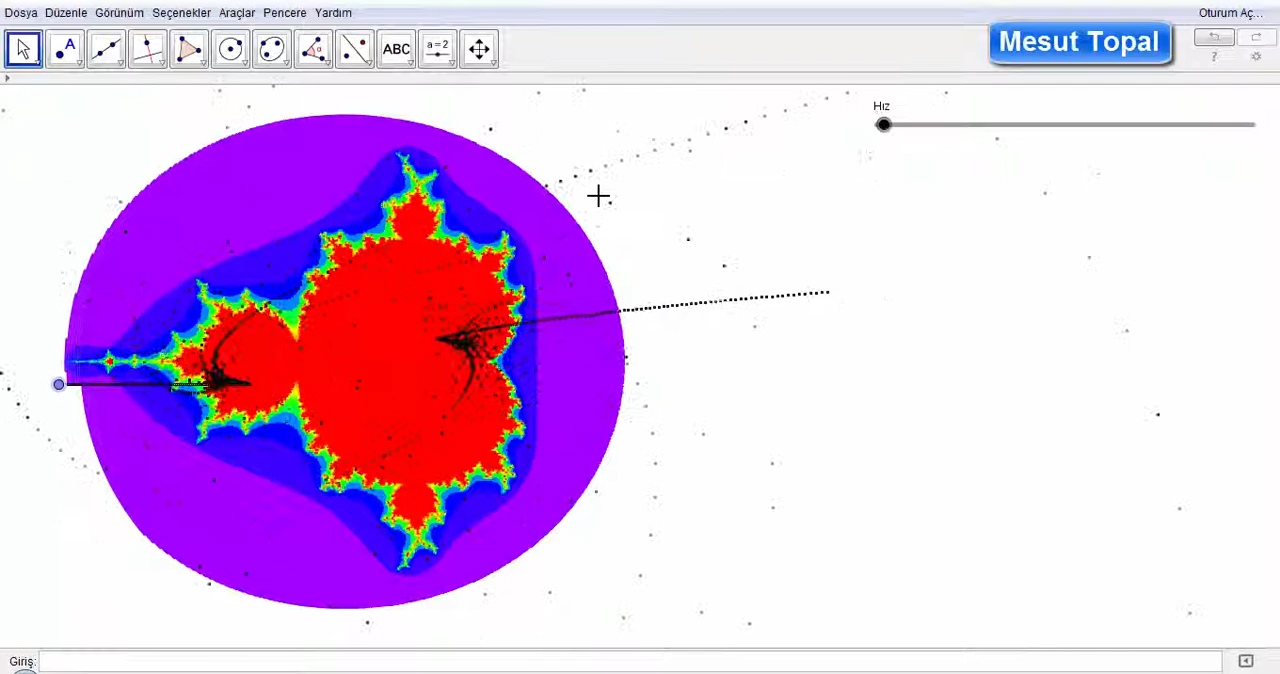 Dosya Düzenle Görünüm Seçenekler Araçlar Pencere Yardım Oturum Aç...
A ABC a=2
Mesut Topal
?
Hız
Giriş: